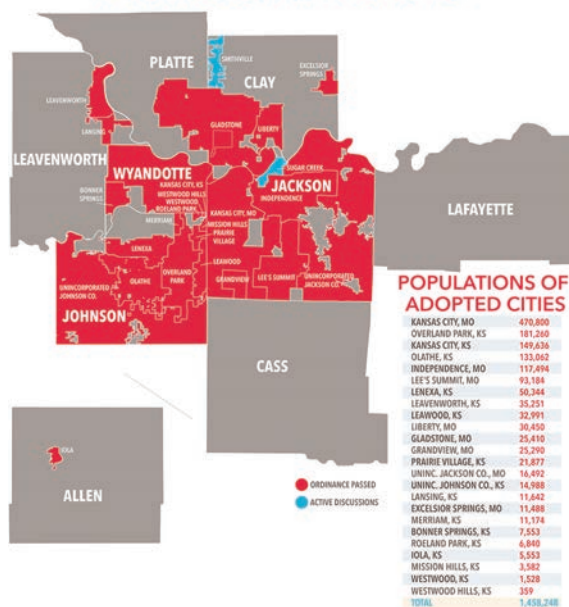 PLATTE
SMITHVILLE
CLAY
EXCELSIOR
SPRINGS
LEAVENWORTH
LANSING
GLADSTONE
LIBERTY
LEAVENWORTH
WYANDOTTE
SUGAR CREEK
JACKSON
INDEPENDENCE
KANSAS CITY, KS
WESTWOOD HILLS
WESTWOOD
ROELAND PARK
BONNER
SPRINGS
MERRIAM
KANSAS CITY, MO
MISSION HILLS
PRAIRIE
VILLAGE
LAFAYETTE
LENEXA
LEAWOOD
OVERLAND
PARK
OLATHE
UNINCORPORATED
JOHNSON CO.
GRANDVIEW
LEE'S SUMMIT
UNINCORPORATED
JACKSON CO.
JOHNSON
CASS
IOLA
ALLEN
ORDINANCE PASSED
ACTIVE DISCUSSIONS
POPULATIONS OF
ADOPTED CITIES
KANSAS CITY, MO 470,800
OVERLAND PARK, KS 181,260
KANSAS CITY, KS 149,636
OLATHE, KS 133,062
INDEPENDENCE, MO 117,494
LEE'S SUMMIT, MO 93,184
LENEXA, KS 50,344
LEAVENWORTH, KS 35,251
LEAWOOD, KS 32,991
LIBERTY, MO 30,450
GLADSTONE, MO 25,410
GRANDVIEW, MO 25,290
PRAIRIE VILLAGE, KS 21,877
UNINC. JACKSON CO., MO 16,492
UNINC. JOHNSON CO., KS 14,988
LANSING, KS 11,642
EXCELSIOR SPRINGS, MO 11,488
MERRIAM, KS 11,174
BONNER SPRINGS, KS 7,553
ROELAND PARK, KS 6,840
IOLA, KS 5,553
MISSION HILLS, KS 3,582
WESTWOOD, KS 1,528
WESTWOOD HILLS, KS 359
TOTAL 1,458,248